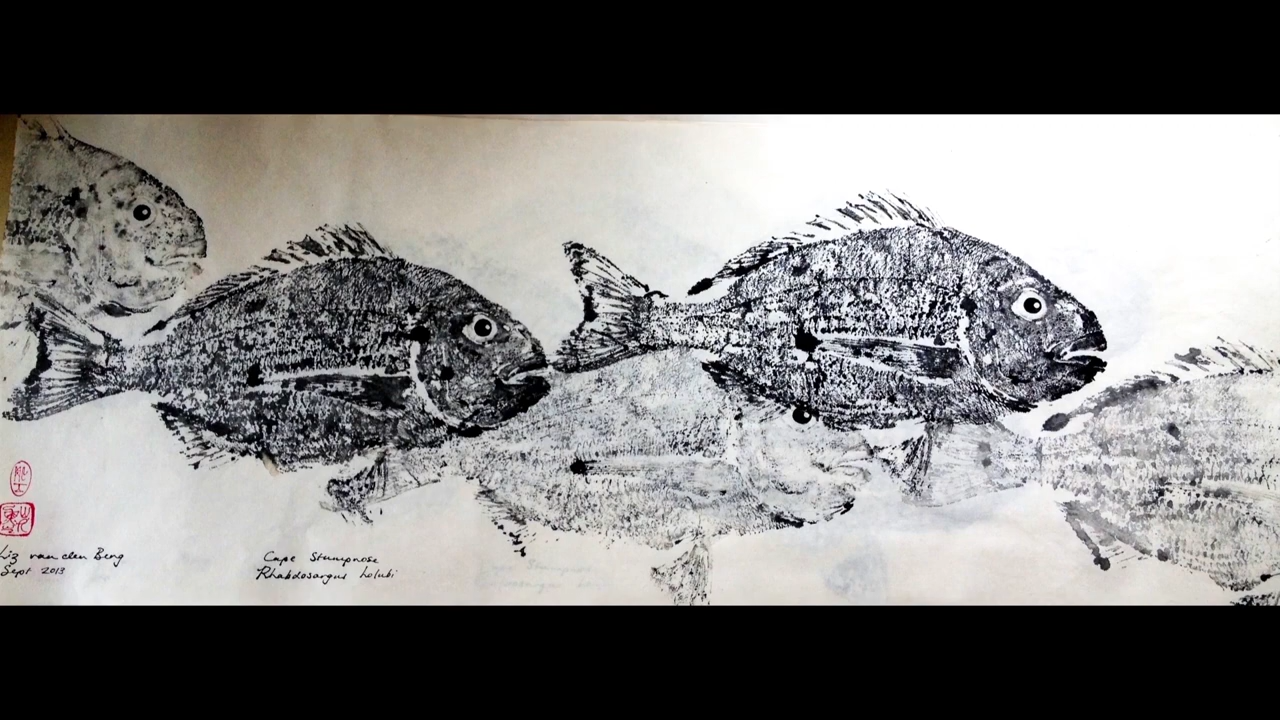 Liz van den Berg
Sept 2013
Cape Stumpnose
Rhabdosargus holubi